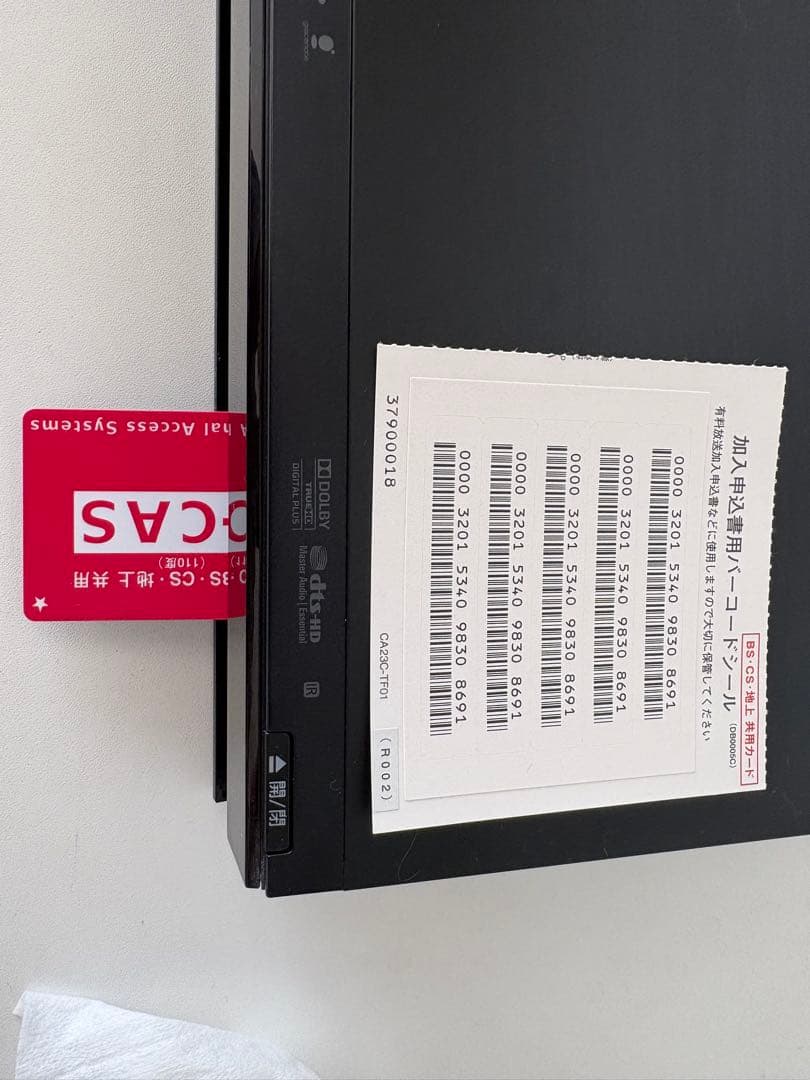 加入申込書用バーコードシール
(DB0005C)
BS・CS・地上 共用カード
有料放送加入申込書などに使用しますので大切に保管してください
0000 3201 5340 9830 8691
0000 3201 5340 9830 8691
0000 3201 5340 9830 8691
0000 3201 5340 9830 8691
0000 3201 5340 9830 8691
37900018
CA23C-TF01
(R002)
gracenote
DOLBY
TRUEHD
DIGITAL PLUS
dts-HD
Master Audio | Essential
IR
開/閉
hal Access Systems
CAS
BS・CS・地上 共用
(110度)